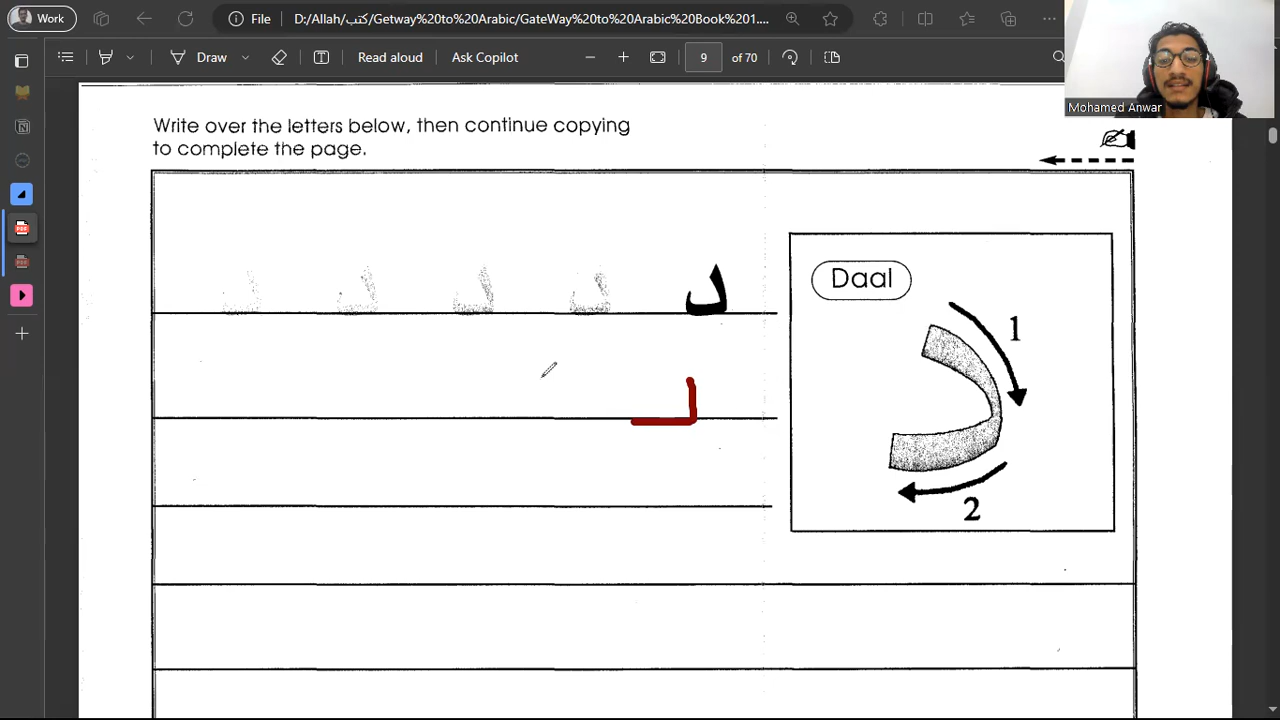 Work
File
D:/Allah/كتب/Getway%20to%20Arabic/GateWay%20to%20Arabic%20Book%201....
Draw
Read aloud
Ask Copilot
9 of 70
Mohamed Anwar
Write over the letters below, then continue copying
to complete the page.
د د د د د
Daal
1
2
د